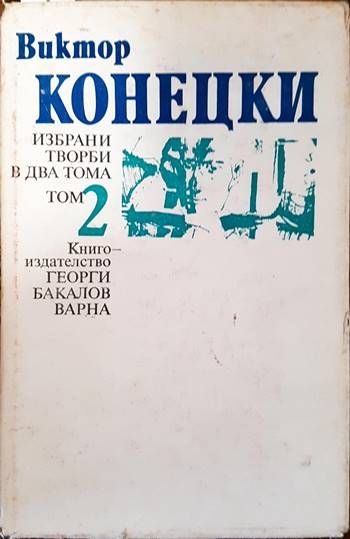 Виктор
КОНЕЦКИ
ИЗБРАНИ
ТВОРБИ
В ДВА ТОМА
ТОМ 2
Книго–
издателство
ГЕОРГИ
БАКАЛОВ
ВАРНА